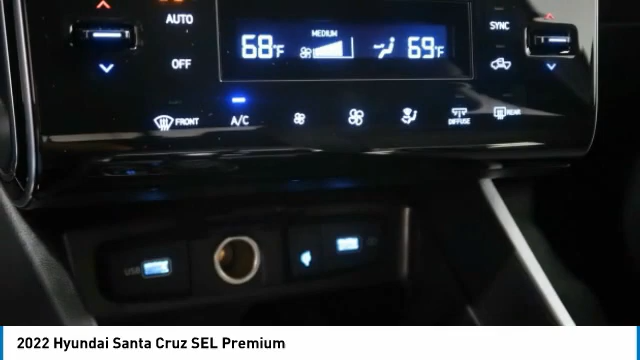 AUTO
SYNC
MEDIUM
68°F
69°F
OFF
FRONT
A/C
DIFFUSE
REAR
USB
2022 Hyundai Santa Cruz SEL Premium